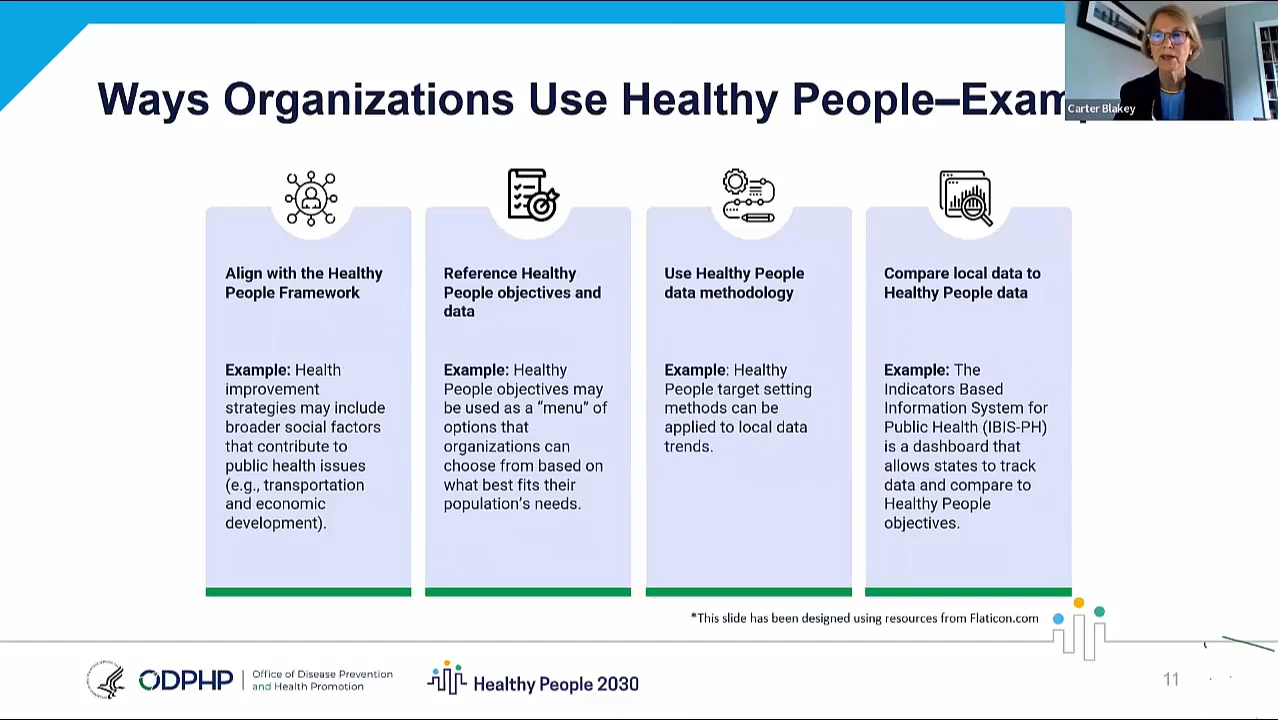 Ways Organizations Use Healthy People–Exam
Carter Blakey
Align with the Healthy
People Framework
Example: Health
improvement
strategies may include
broader social factors
that contribute to
public health issues
(e.g., transportation
and economic
development).
Reference Healthy
People objectives and
data
Example: Healthy
People objectives may
be used as a “menu” of
options that
organizations can
choose from based on
what best fits their
population’s needs.
Use Healthy People
data methodology
Example: Healthy
People target setting
methods can be
applied to local data
trends.
Compare local data to
Healthy People data
Example: The
Indicators Based
Information System for
Public Health (IBIS-PH)
is a dashboard that
allows states to track
data and compare to
Healthy People
objectives.
*This slide has been designed using resources from Flaticon.com
ODPHP
Office of Disease Prevention
and Health Promotion
Healthy People 2030
11